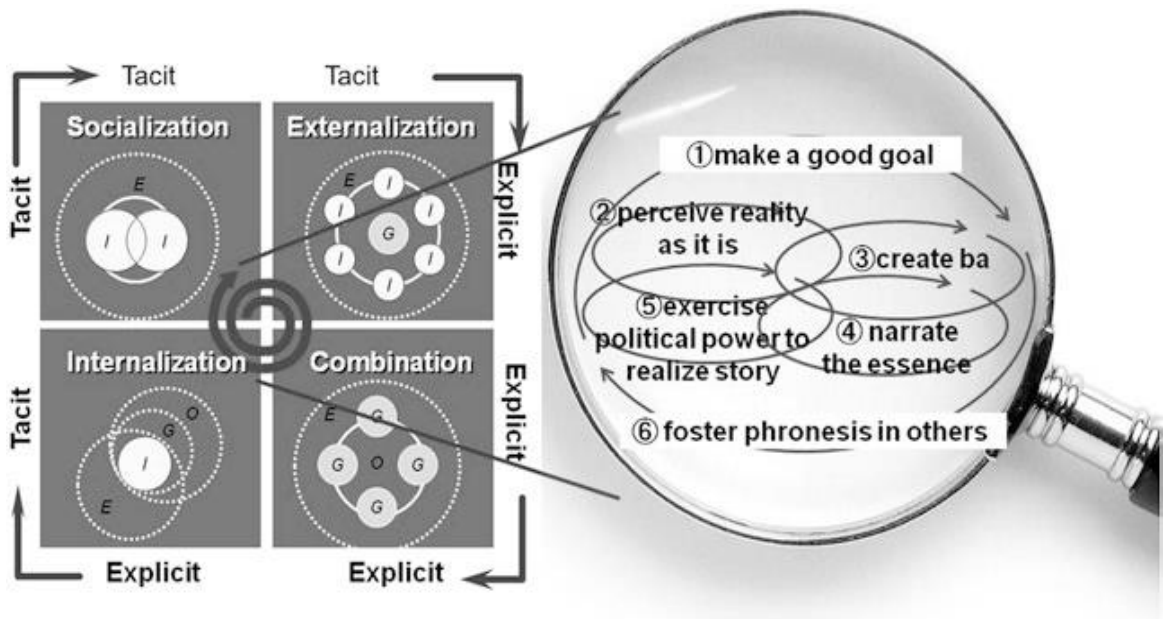 Tacit
Tacit
Socialization
Externalization
Tacit
Explicit
E
I
I
E
I
I
I
G
I
I
I
Internalization
Combination
Tacit
Explicit
O
G
I
E
E
G
G
O
G
G
Explicit
Explicit
①make a good goal
②perceive reality
as it is
③create ba
⑤exercise
political power to
realize story
④ narrate
the essence
⑥ foster phronesis in others